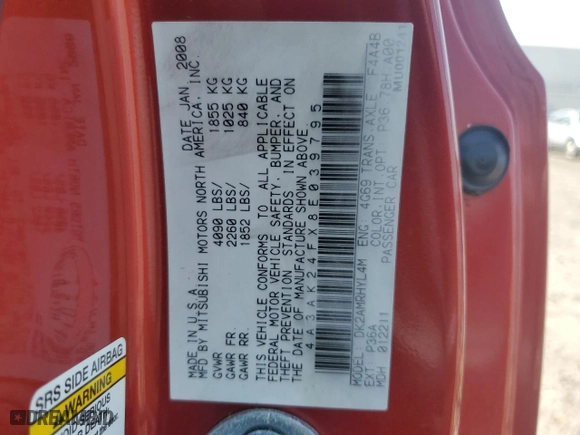 MADE IN U.S.A. DATE JAN 2008
MFD BY MITSUBISHI MOTORS NORTH AMERICA, INC.
GVWR 4090 LBS/ 1855 KG
GAWR FR 2260 LBS/ 1025 KG
GAWR RR. 1852 LBS/ 840 KG
THIS VEHICLE CONFORMS TO ALL APPLICABLE
FEDERAL MOTOR VEHICLE SAFETY, BUMPER, AND
THEFT PREVENTION STANDARDS IN EFFECT ON
THE DATE OF MANUFACTURE SHOWN ABOVE.
4A3AK24FX8E039795
MODEL DK2AMRHYL4M ENG 4G69 TRANS AXLE F4A4B
EXT P36A COLOR INT OPT P36 78H A00
MDH 012211 PASSENGER CAR MU001243
SRS SIDE AIRBAG
WARNING